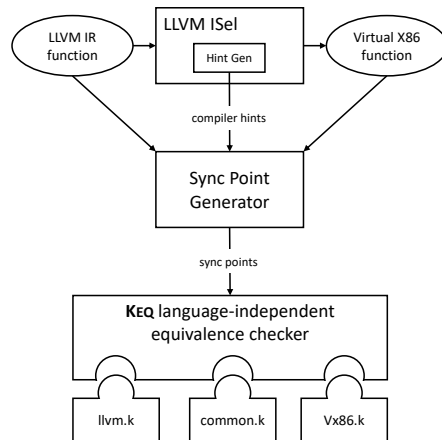 LLVM IR
function
LLVM ISel
Hint Gen
Virtual X86
function
compiler hints
Sync Point
Generator
sync points
KEQ language-independent
equivalence checker
llvm.k
common.k
Vx86.k